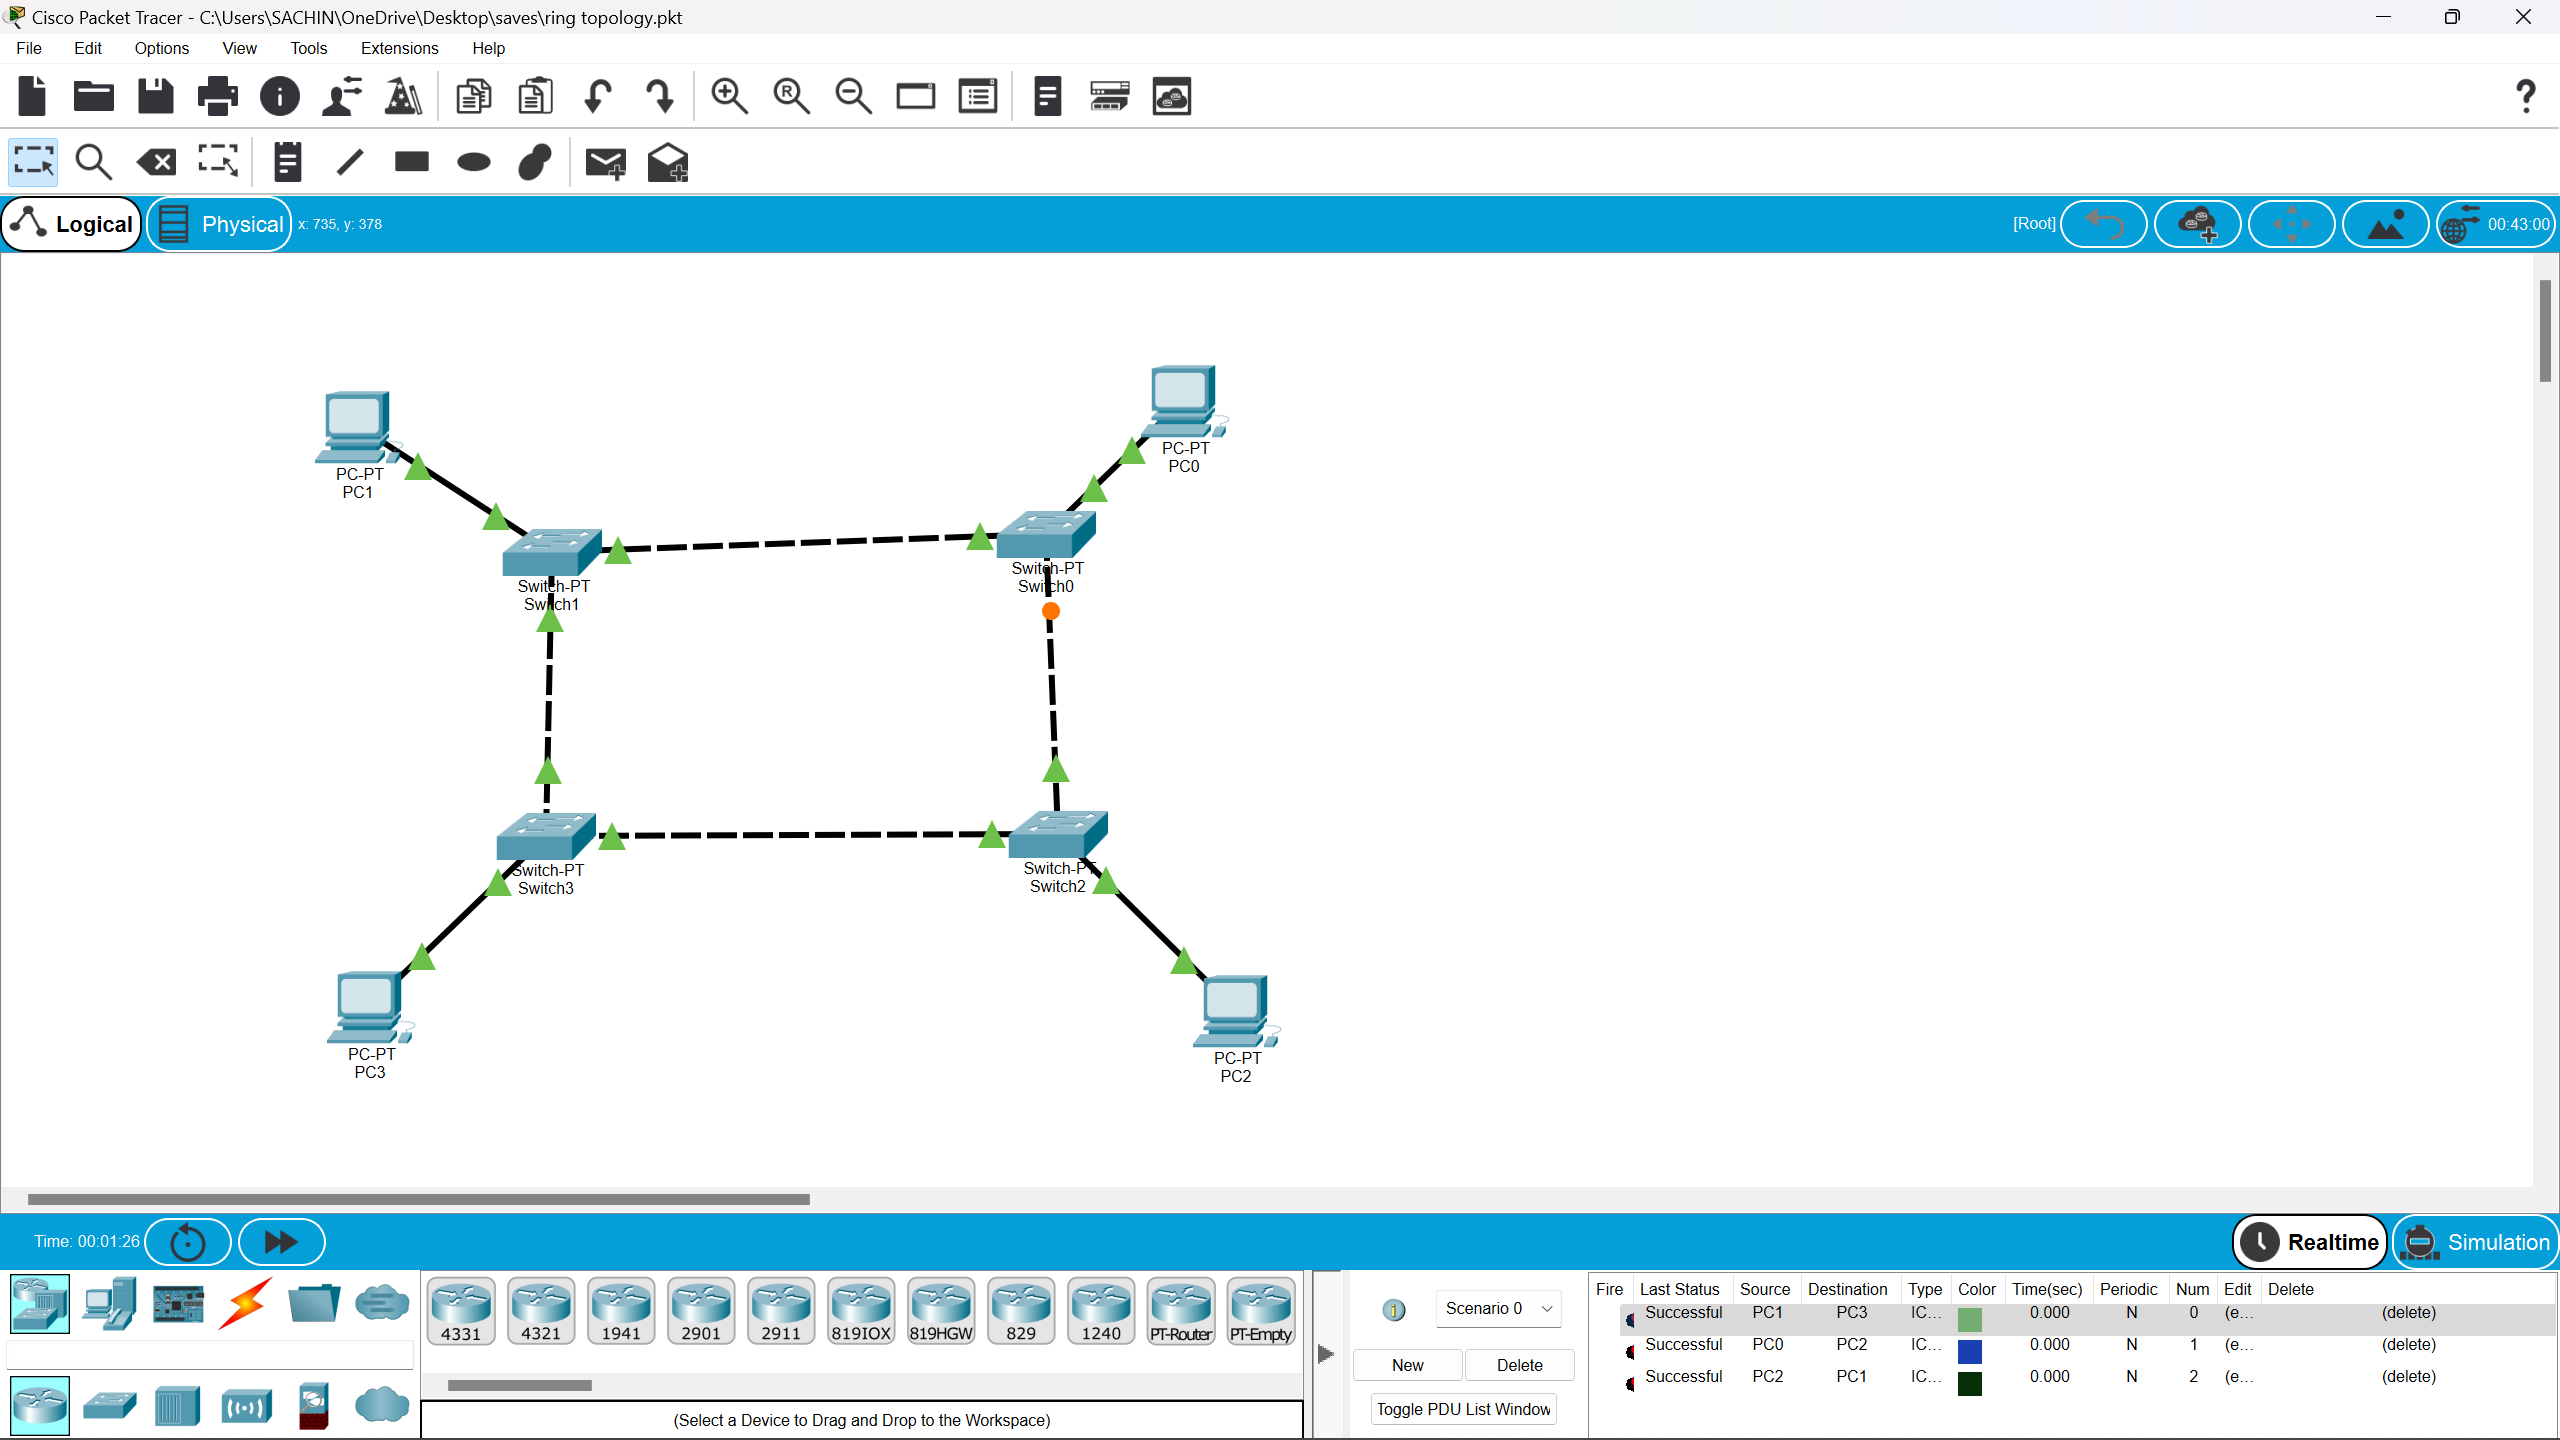 Cisco Packet Tracer - C:\Users\SACHIN\OneDrive\Desktop\saves\ring topology.pkt
File Edit Options View Tools Extensions Help
Logical Physical x: 735, y: 378 [Root] 00:43:00
PC-PT
PC0
PC-PT
PC1
Switch-PT
Switch0
Switch-PT
Switch1
Switch-PT
Switch3
Switch-PT
Switch2
PC-PT
PC3
PC-PT
PC2
Time: 00:01:26 Realtime Simulation
4331 4321 1941 2901 2911 819IOX 819HGW 829 1240 PT-Router PT-Empty
(Select a Device to Drag and Drop to the Workspace)
Scenario 0
New Delete
Toggle PDU List Window
Fire Last Status Source Destination Type Color Time(sec) Periodic Num Edit Delete
Successful PC1 PC3 IC... 0.000 N 0 (e... (delete)
Successful PC0 PC2 IC... 0.000 N 1 (e... (delete)
Successful PC2 PC1 IC... 0.000 N 2 (e... (delete)